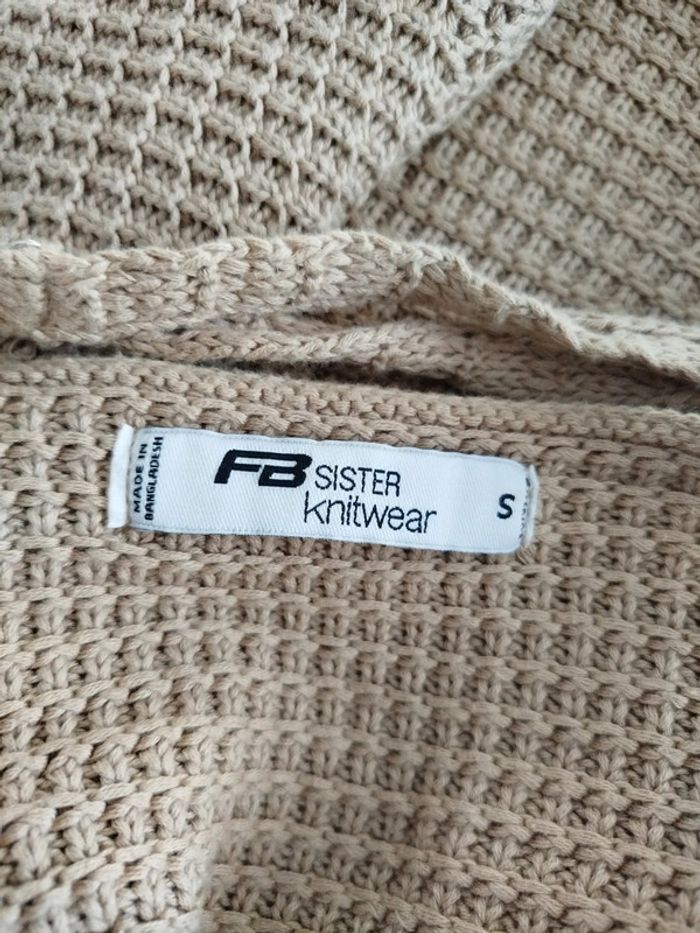 MADE IN
BANGLADESH
FB SISTER
knitwear
S